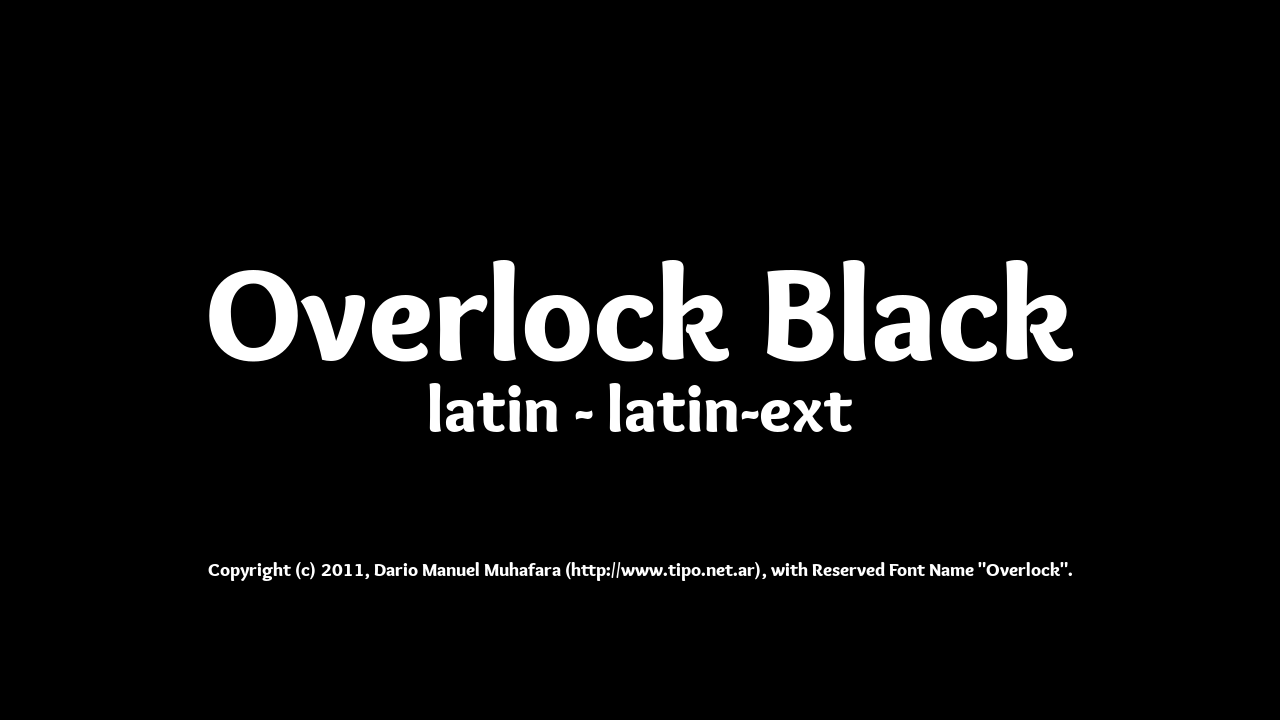 Overlock Black
latin - latin-ext
Copyright (c) 2011, Dario Manuel Muhafara (http://www.tipo.net.ar), with Reserved Font Name "Overlock".